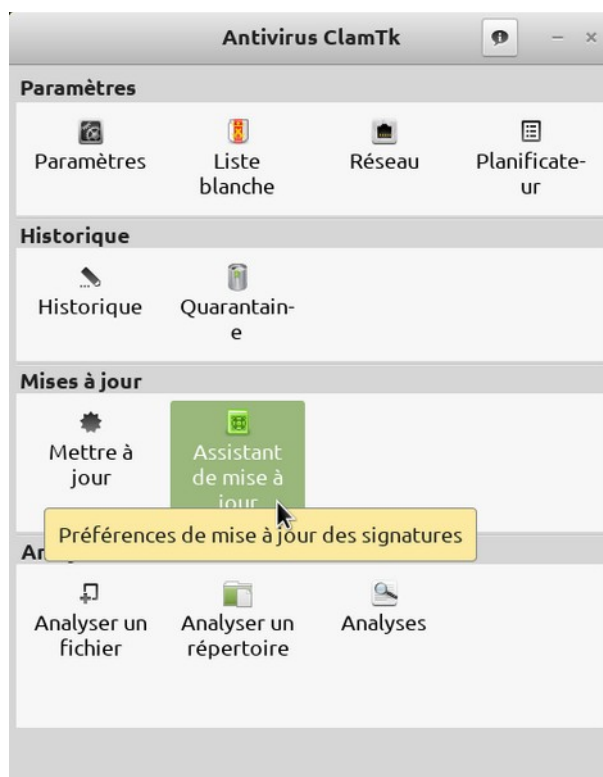 Antivirus ClamTk
Paramètres
Paramètres
Liste
blanche
Réseau
Planificate-
ur
Historique
Historique
Quarantain-
e
Mises à jour
Mettre à
jour
Assistant
de mise à
jour
Préférences de mise à jour des signatures
Analyser un
fichier
Analyser un
répertoire
Analyses